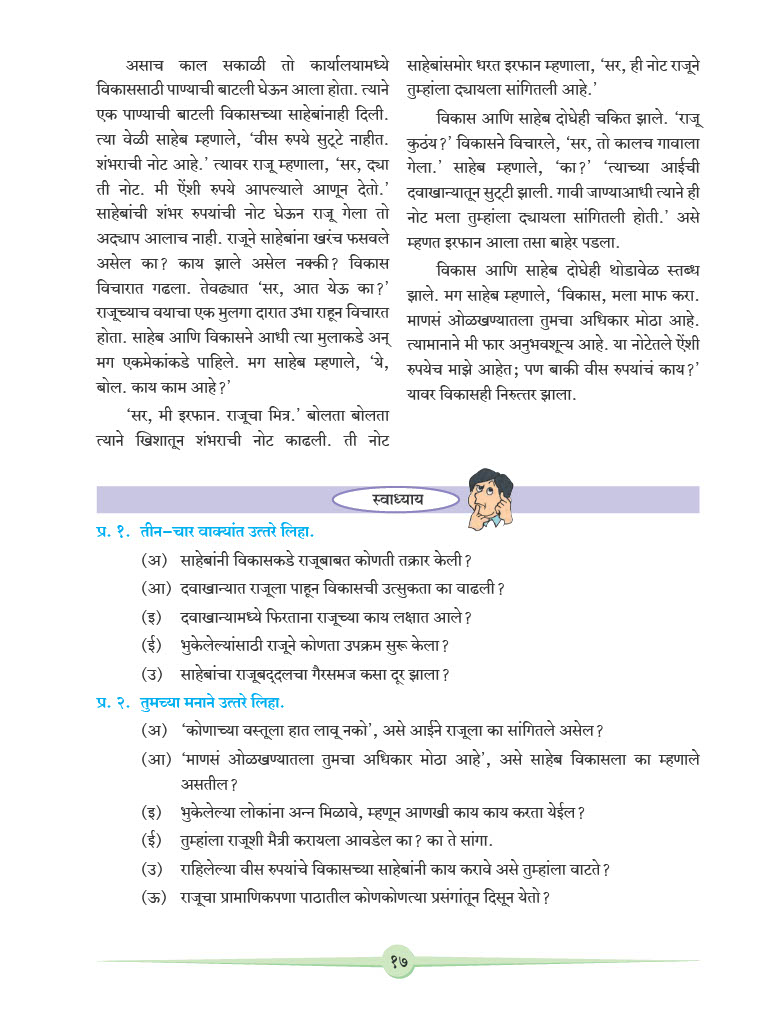 असाच काल सकाळी तो कार्यालयामध्ये
विकाससाठी पाण्याची बाटली घेऊन आला होता. त्याने
एक पाण्याची बाटली विकासच्या साहेबांनाही दिली.
त्या वेळी साहेब म्हणाले, ‘वीस रुपये सुट्टे नाहीत.
शंभराची नोट आहे.’ त्यावर राजू म्हणाला, ‘सर, द्या
ती नोट. मी ऐंशी रुपये आपल्याले आणून देतो.’
साहेबांची शंभर रुपयांची नोट घेऊन राजू गेला तो
अद्याप आलाच नाही. राजूने साहेबांना खरंच फसवले
असेल का? काय झाले असेल नक्की? विकास
विचारात गढला. तेवढ्यात ‘सर, आत येऊ का?’
राजूच्याच वयाचा एक मुलगा दारात उभा राहून विचारत
होता. साहेब आणि विकासने आधी त्या मुलाकडे अन्
मग एकमेकांकडे पाहिले. मग साहेब म्हणाले, ‘ये,
बोल. काय काम आहे?’
‘सर, मी इरफान. राजूचा मित्र.’ बोलता बोलता
त्याने खिशातून शंभराची नोट काढली. ती नोट
साहेबांसमोर धरत इरफान म्हणाला, ‘सर, ही नोट राजूने
तुम्हांला द्यायला सांगितली आहे.’
विकास आणि साहेब दोघेही चकित झाले. ‘राजू
कुठंय?’ विकासने विचारले, ‘सर, तो कालच गावाला
गेला.’ साहेब म्हणाले, ‘का?’ ‘त्याच्या आईची
दवाखान्यातून सुट्टी झाली. गावी जाण्याआधी त्याने ही
नोट मला तुम्हांला द्यायला सांगितली होती.’ असे
म्हणत इरफान आला तसा बाहेर पडला.
विकास आणि साहेब दोघेही थोडावेळ स्तब्ध
झाले. मग साहेब म्हणाले, ‘विकास, मला माफ करा.
माणसं ओळखण्यातला तुमचा अधिकार मोठा आहे.
त्यामानाने मी फार अनुभवशून्य आहे. या नोटेतले ऐंशी
रुपयेच माझे आहेत; पण बाकी वीस रुपयांचं काय?’
यावर विकासही निरुत्तर झाला.
स्वाध्याय
प्र. १. तीन-चार वाक्यांत उत्तरे लिहा.
(अ) साहेबांनी विकासकडे राजूबाबत कोणती तक्रार केली?
(आ) दवाखान्यात राजूला पाहून विकासची उत्सुकता का वाढली?
(इ) दवाखान्यामध्ये फिरताना राजूच्या काय लक्षात आले?
(ई) भुकेलेल्यांसाठी राजूने कोणता उपक्रम सुरू केला?
(उ) साहेबांचा राजूबद्दलचा गैरसमज कसा दूर झाला?
प्र. २. तुमच्या मनाने उत्तरे लिहा.
(अ) ‘कोणाच्या वस्तूला हात लावू नको’, असे आईने राजूला का सांगितले असेल?
(आ) ‘माणसं ओळखण्यातला तुमचा अधिकार मोठा आहे’, असे साहेब विकासला का म्हणाले
असतील?
(इ) भुकेलेल्या लोकांना अन्न मिळावे, म्हणून आणखी काय काय करता येईल?
(ई) तुम्हांला राजूशी मैत्री करायला आवडेल का? का ते सांगा.
(उ) राहिलेल्या वीस रुपयांचे विकासच्या साहेबांनी काय करावे असे तुम्हांला वाटते?
(ऊ) राजूचा प्रामाणिकपणा पाठातील कोणकोणत्या प्रसंगांतून दिसून येतो?
१७